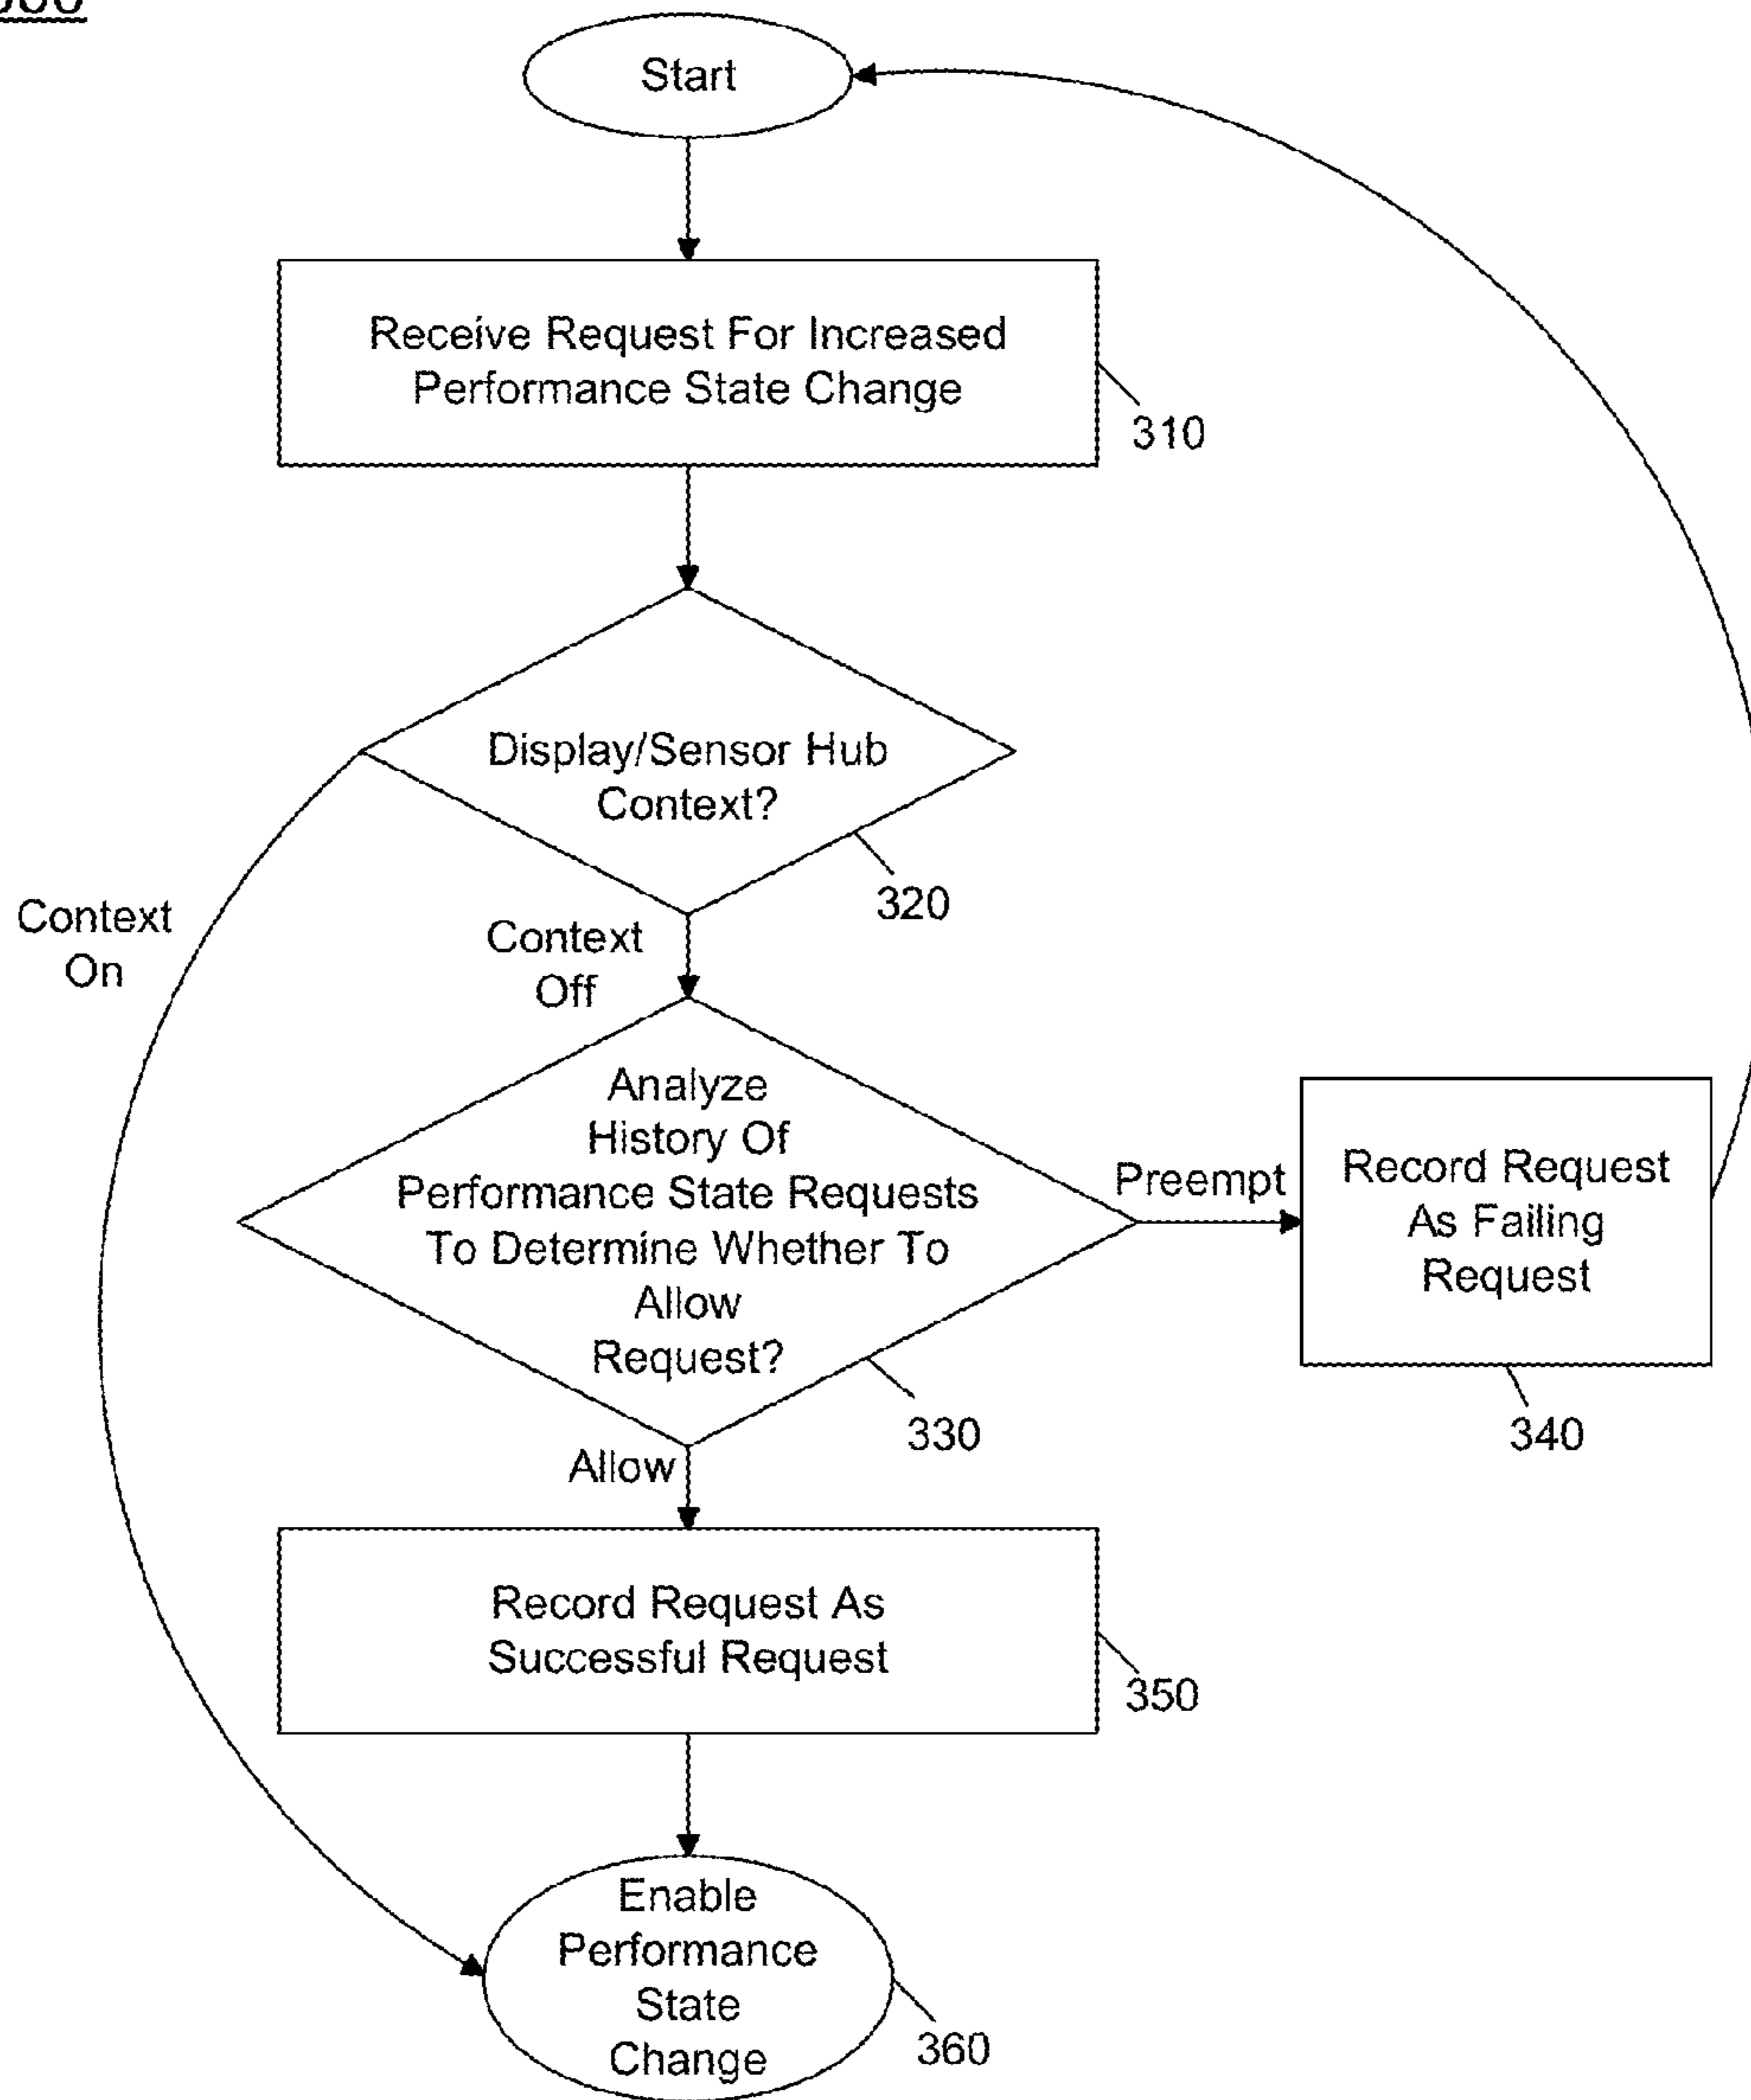 Start
Receive Request For Increased
Performance State Change
310
Display/Sensor Hub
Context?
320
Context
On
Context
Off
Analyze
History Of
Performance State Requests
To Determine Whether To
Allow
Request?
330
Preempt
Record Request
As Failing
Request
340
Allow
Record Request As
Successful Request
350
Enable
Performance
State
Change
360